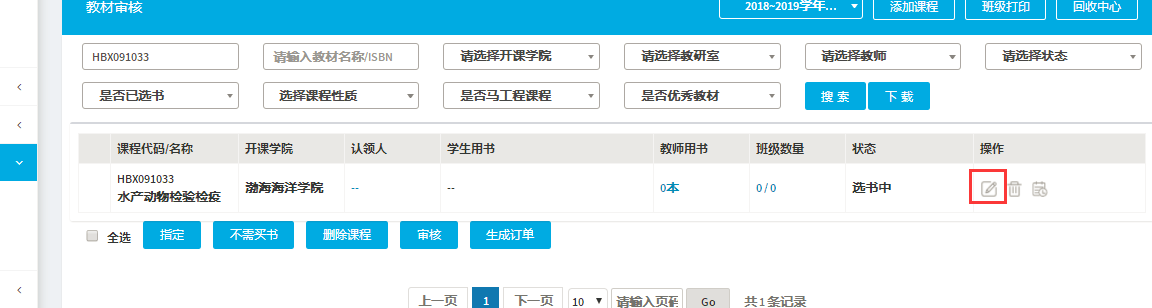 教材审核
2018~2019学年...
添加课程
班级打印
回收中心
HBX091033
请输入教材名称/ISBN
请选择开课学院
请选择教研室
请选择教师
请选择状态
是否已选书
选择课程性质
是否马工程课程
是否优秀教材
搜 索
下 载
课程代码/名称
开课学院
认领人
学生用书
教师用书
班级数量
状态
操作
HBX091033
水产动物检验检疫
渤海海洋学院
--
--
0本
0 / 0
选书中
全选
指定
不需买书
删除课程
审核
生成订单
上一页
1
下一页
10
请输入页码
Go
共1条记录